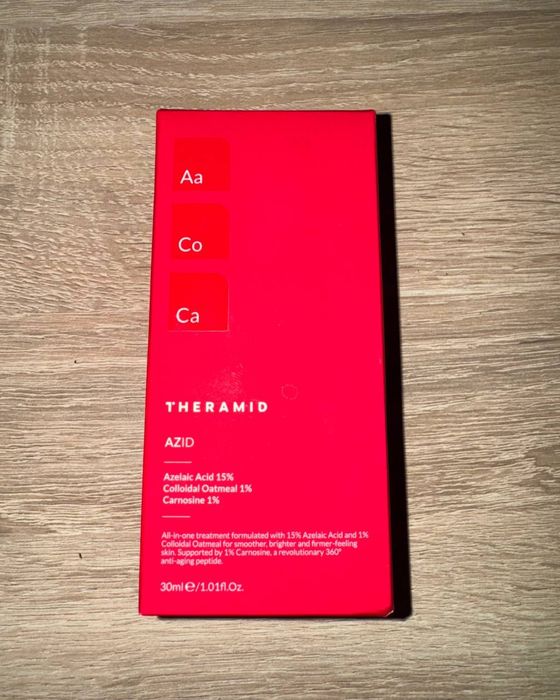 Aa
Co
Ca
THERAMID
AZID
Azelaic Acid 15%
Colloidal Oatmeal 1%
Carnosine 1%
All-in-one treatment formulated with 15% Azelaic Acid and 1%
Colloidal Oatmeal for smoother, brighter and firmer-feeling
skin. Supported by 1% Carnosine, a revolutionary 360°
anti-aging peptide.
30ml℮/1.01fl.Oz.